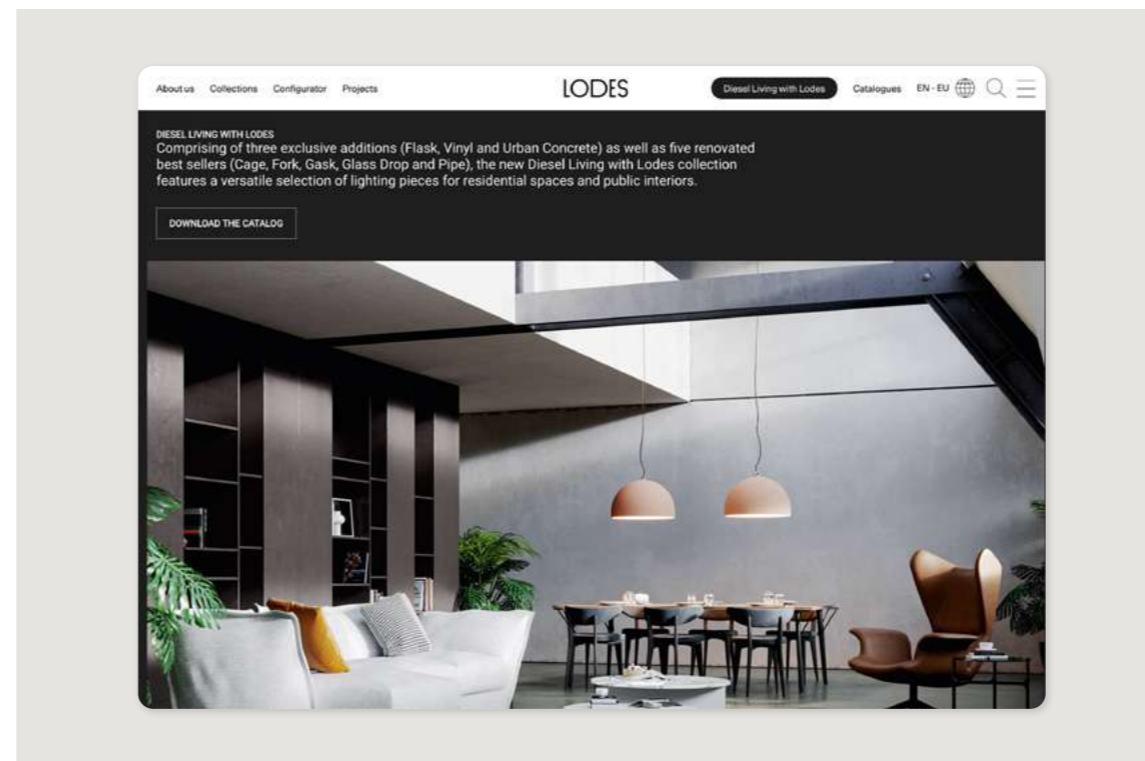 About us Collections Configurator Projects LODES Diesel Living with Lodes Catalogues EN - EU
DIESEL LIVING WITH LODES
Comprising of three exclusive additions (Flask, Vinyl and Urban Concrete) as well as five renovated
best sellers (Cage, Fork, Gask, Glass Drop and Pipe), the new Diesel Living with Lodes collection
features a versatile selection of lighting pieces for residential spaces and public interiors.
DOWNLOAD THE CATALOG